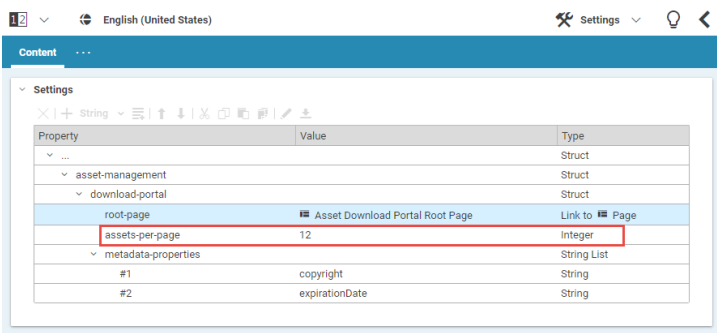 12 English (United States) Settings
Content ...
Settings
String
Property Value Type
... Struct
asset-management Struct
download-portal Struct
root-page Asset Download Portal Root Page Link to Page
assets-per-page 12 Integer
metadata-properties String List
#1 copyright String
#2 expirationDate String